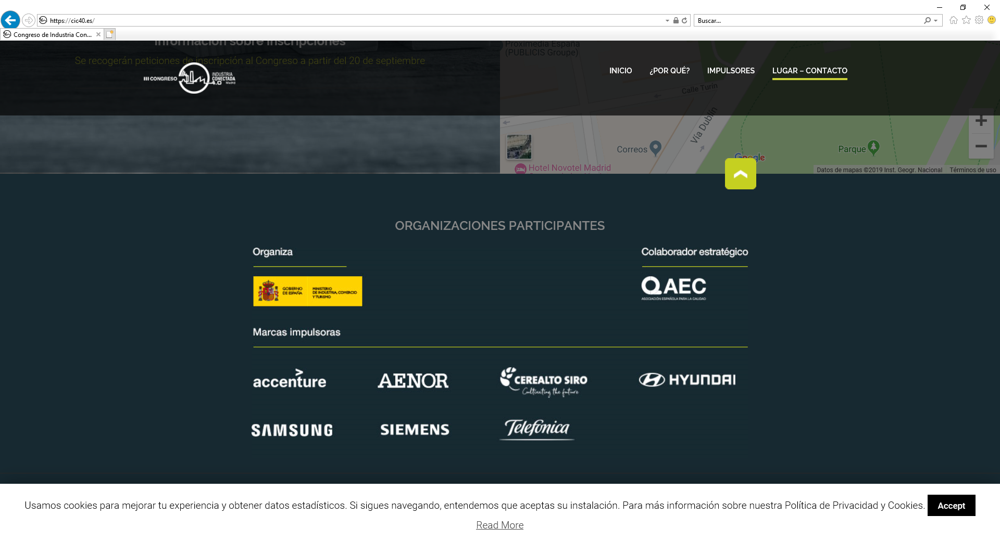 https://cic40.es/
Buscar...
Congreso de Industria Con...
Información sobre inscripciones
Se recogerán peticiones de inscripción al Congreso a partir del 20 de septiembre
III CONGRESO
INDUSTRIA
CONECTADA
4.0 Madrid
INICIO
¿POR QUÉ?
IMPULSORES
LUGAR – CONTACTO
Proximedia España
(PUBLICIS Groupe)
Calle Turín
Vía Dublín
Correos
Parque
Google
Hotel Novotel Madrid
Datos de mapas ©2019 Inst. Geogr. Nacional
Términos de uso
ORGANIZACIONES PARTICIPANTES
Organiza
Colaborador estratégico
GOBIERNO
DE ESPAÑA
MINISTERIO
DE INDUSTRIA, COMERCIO
Y TURISMO
QAEC
ASOCIACIÓN ESPAÑOLA PARA LA CALIDAD
Marcas impulsoras
accenture
AENOR
CEREALTO SIRO
Cultivating the future
HYUNDAI
SAMSUNG
SIEMENS
Telefónica
Usamos cookies para mejorar tu experiencia y obtener datos estadísticos. Si sigues navegando, entendemos que aceptas su instalación. Para más información sobre nuestra Política de Privacidad y Cookies.
Accept
Read More